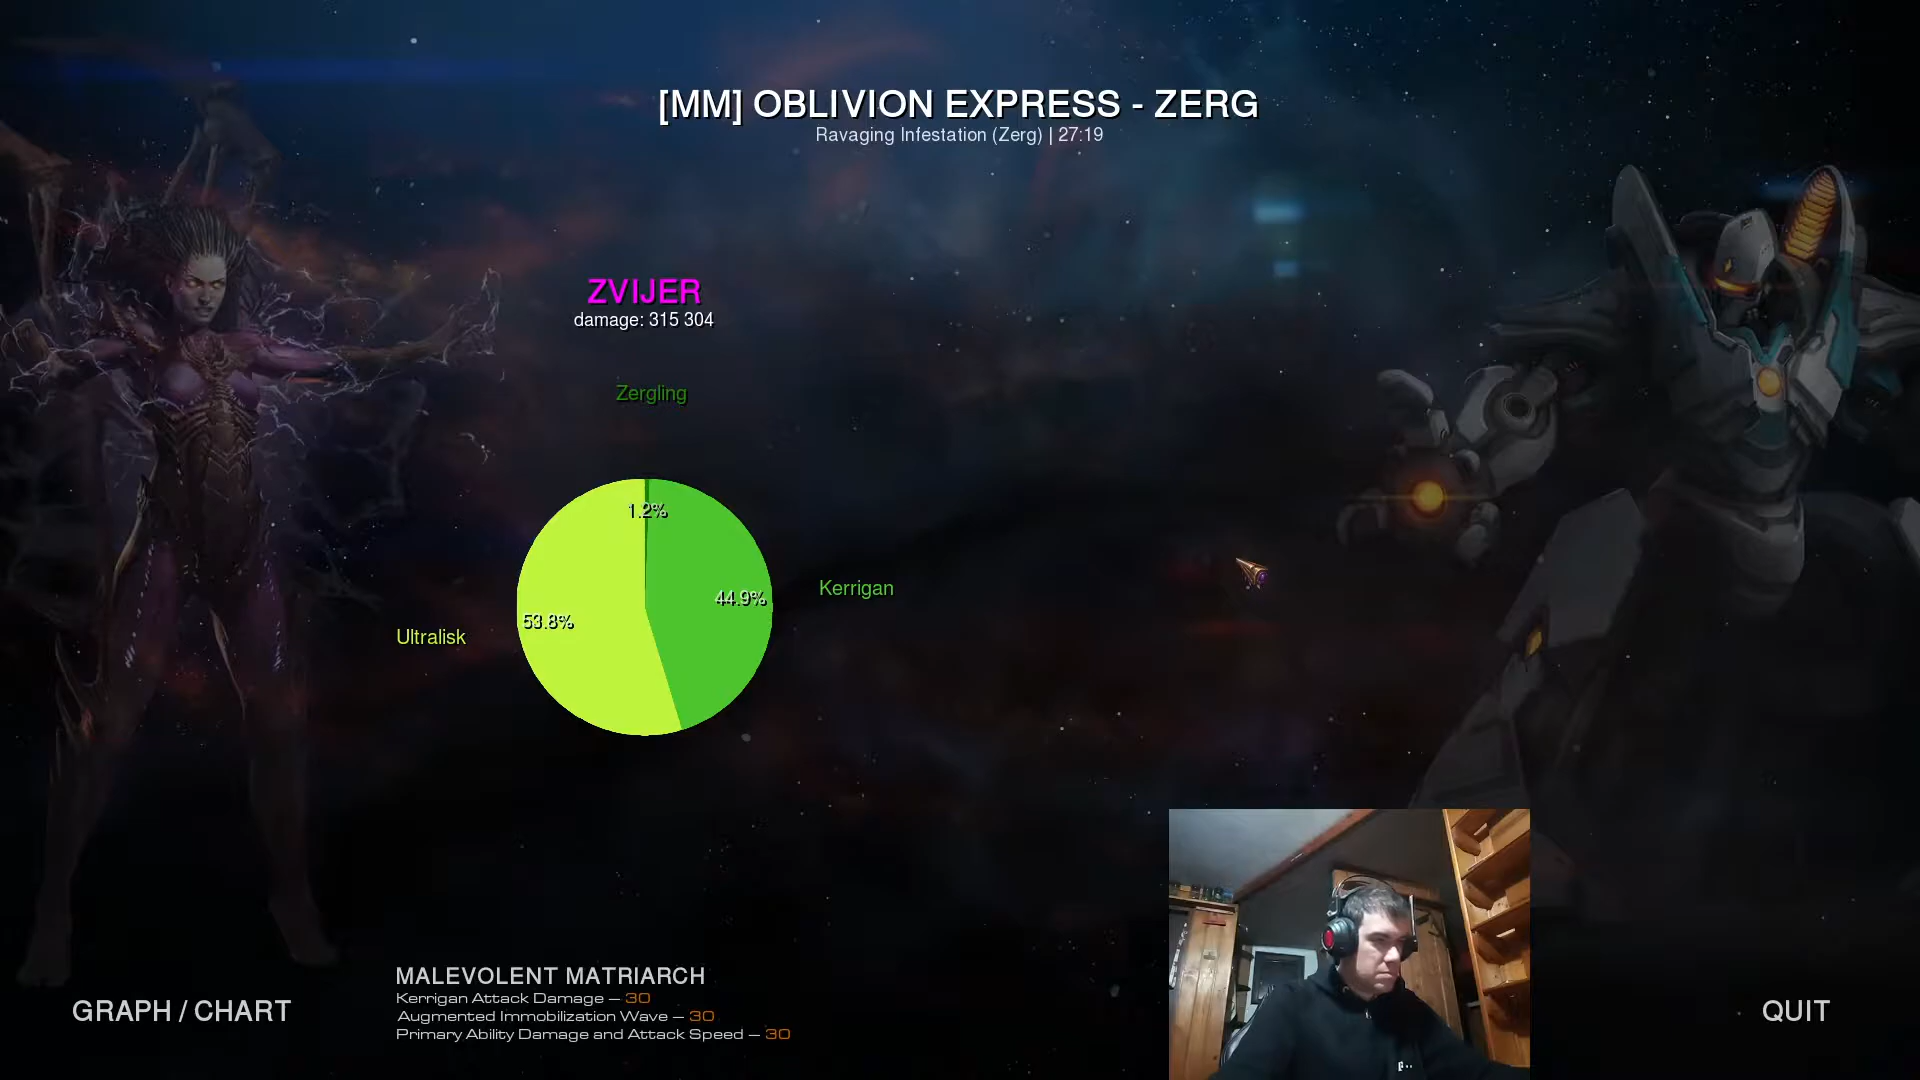 [MM] OBLIVION EXPRESS - ZERG
Ravaging Infestation (Zerg) | 27:19
ZVIJER
damage: 315 304
Zergling
1.2%
44.9%
Kerrigan
53.8%
Ultralisk
MALEVOLENT MATRIARCH
Kerrigan Attack Damage – 30
Augmented Immobilization Wave – 30
Primary Ability Damage and Attack Speed – 30
GRAPH / CHART
QUIT